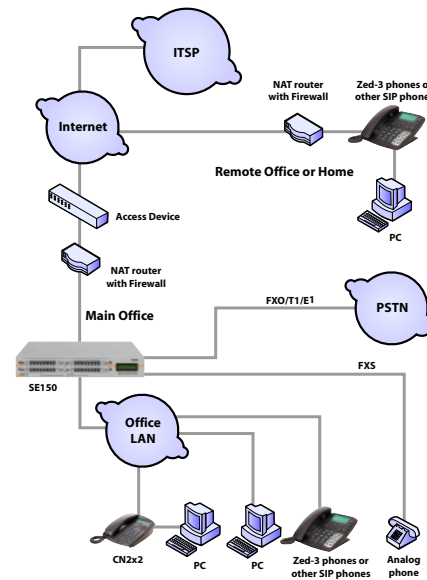 ITSP
NAT router
with Firewall
Zed-3 phones or
other SIP phone
Internet
Remote Office or Home
Access Device
PC
NAT router
with Firewall
Main Office
FXO/T1/E1
PSTN
SE150
FXS
Office
LAN
CN2x2
PC
PC
Zed-3 phones or
other SIP phones
Analog
phone